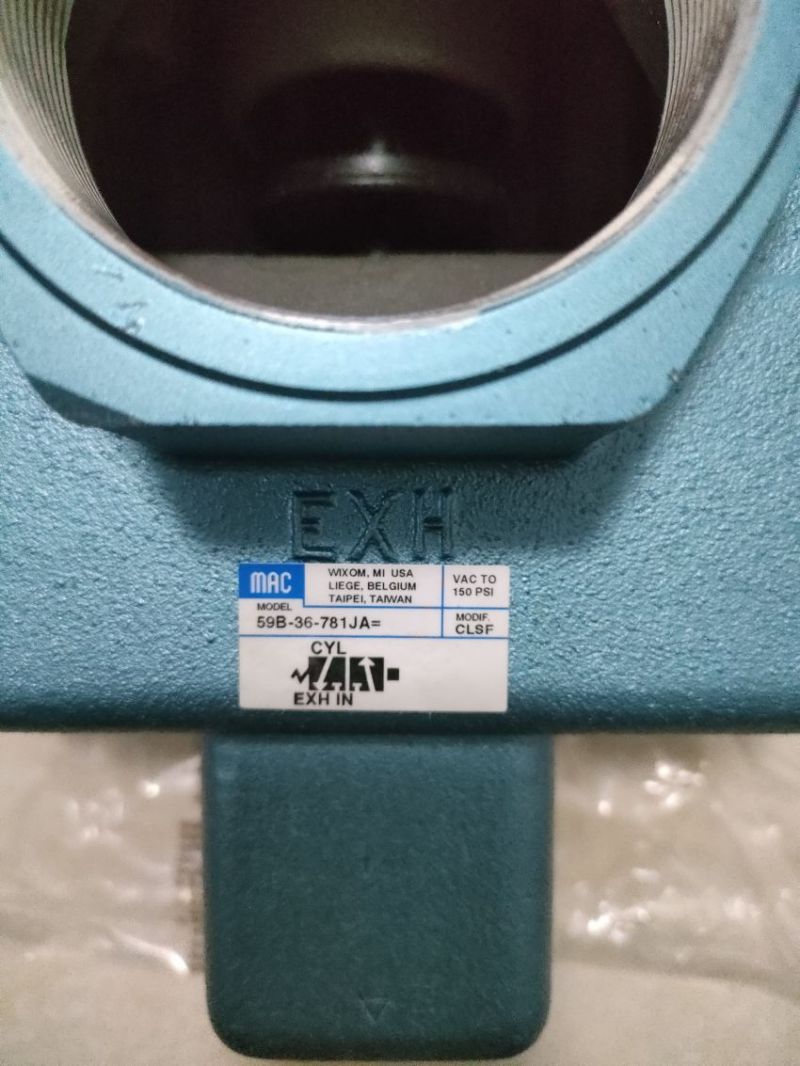 EXH
MAC
WIXOM, MI USA
LIEGE, BELGIUM
TAIPEI, TAIWAN
VAC TO
150 PSI
MODEL
59B-36-781JA=
MODIF.
CLSF
CYL
EXH IN